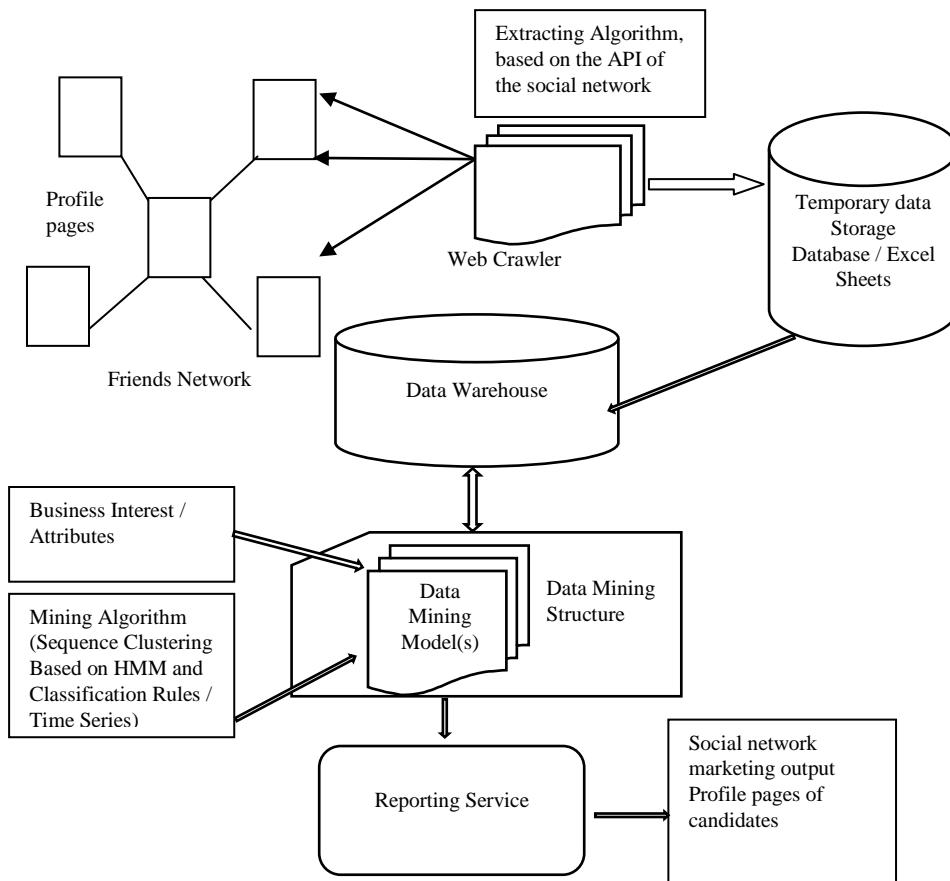 Extracting Algorithm,
based on the API of
the social network
Profile
pages
Web Crawler
Temporary data
Storage
Database / Excel
Sheets
Friends Network
Data Warehouse
Business Interest /
Attributes
Data
Mining
Model(s)
Data Mining
Structure
Mining Algorithm
(Sequence Clustering
Based on HMM and
Classification Rules /
Time Series)
Reporting Service
Social network
marketing output
Profile pages of
candidates